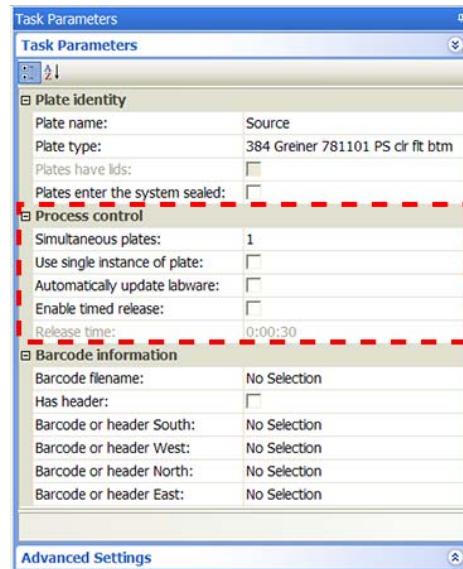 Task Parameters
Task Parameters
Plate identity
Plate name: Source
Plate type: 384 Greiner 781101 PS clr flt btm
Plates have lids:
Plates enter the system sealed:
Process control
Simultaneous plates: 1
Use single instance of plate:
Automatically update labware:
Enable timed release:
Release time: 0:00:30
Barcode information
Barcode filename: No Selection
Has header:
Barcode or header South: No Selection
Barcode or header West: No Selection
Barcode or header North: No Selection
Barcode or header East: No Selection
Advanced Settings